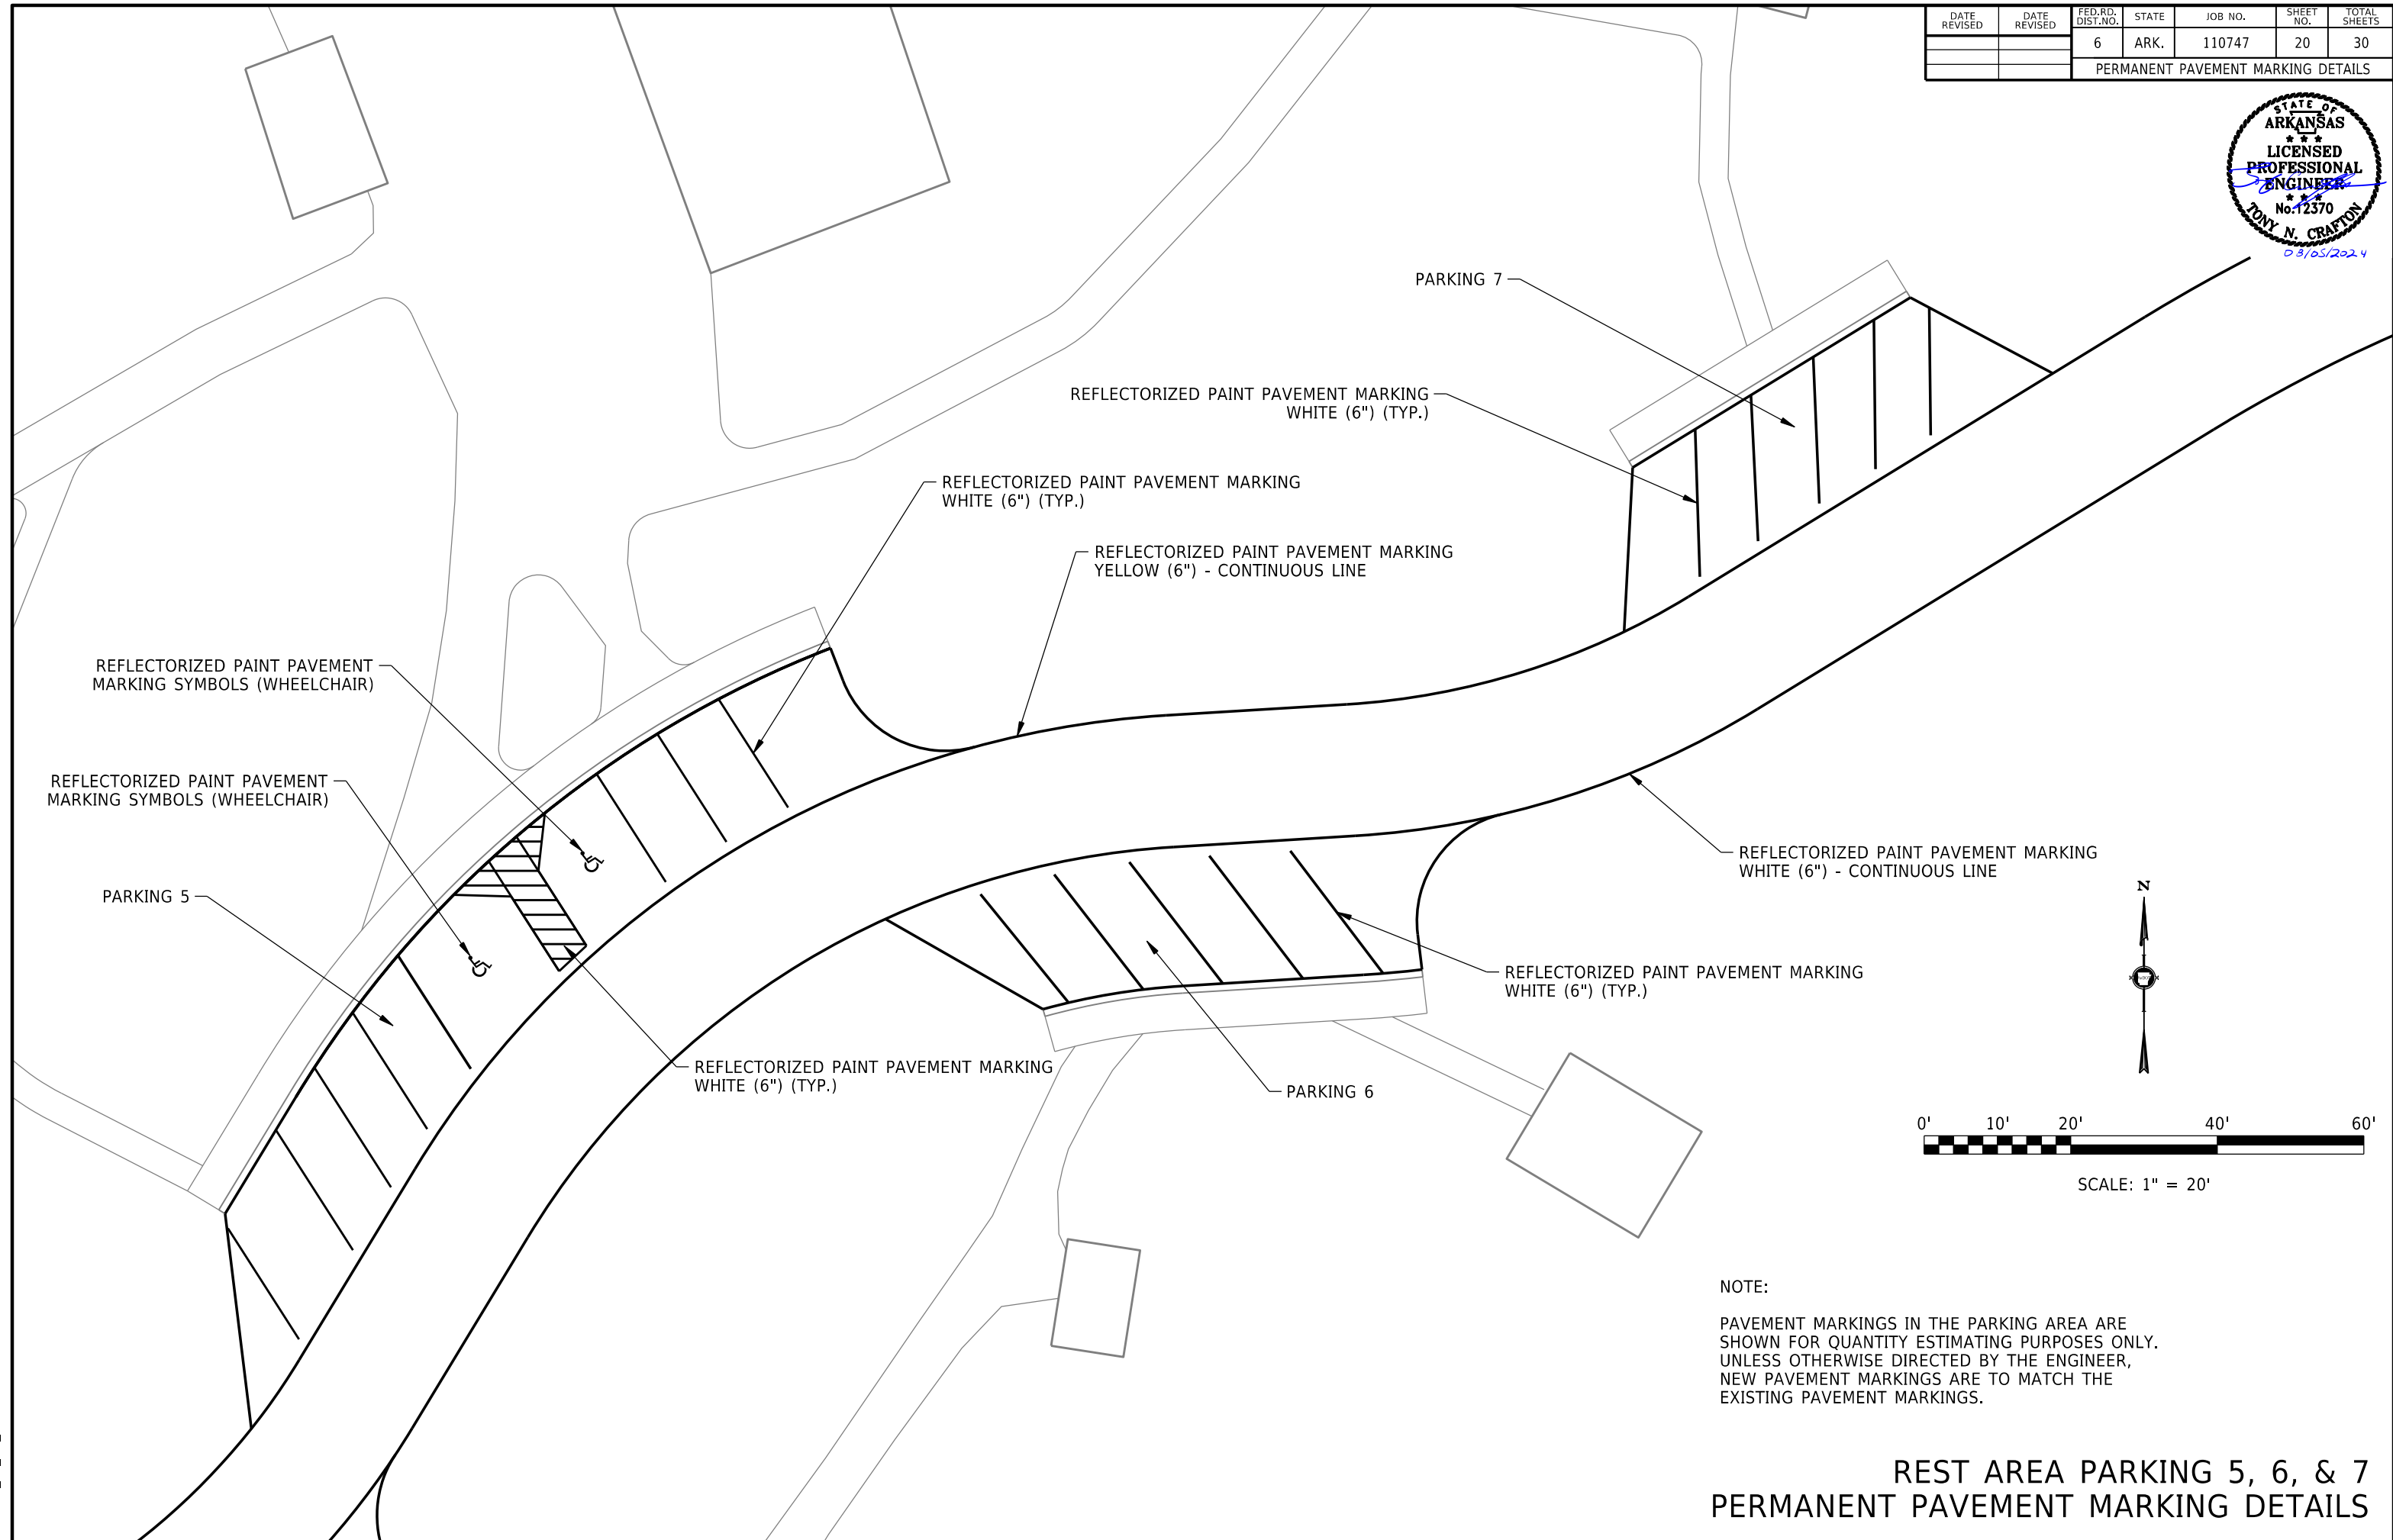 DATE REVISED
DATE REVISED
FED.RD. DIST.NO.
STATE
JOB NO.
SHEET NO.
TOTAL SHEETS
6
ARK.
110747
20
30
PERMANENT PAVEMENT MARKING DETAILS
STATE OF
ARKANSAS
LICENSED
PROFESSIONAL
ENGINEER
No.12370
TONY N. CRAFTON
03/05/2024
PARKING 7
REFLECTORIZED PAINT PAVEMENT MARKING
WHITE (6") (TYP.)
REFLECTORIZED PAINT PAVEMENT MARKING
WHITE (6") (TYP.)
REFLECTORIZED PAINT PAVEMENT MARKING
YELLOW (6") - CONTINUOUS LINE
REFLECTORIZED PAINT PAVEMENT
MARKING SYMBOLS (WHEELCHAIR)
REFLECTORIZED PAINT PAVEMENT
MARKING SYMBOLS (WHEELCHAIR)
PARKING 5
REFLECTORIZED PAINT PAVEMENT MARKING
WHITE (6") - CONTINUOUS LINE
REFLECTORIZED PAINT PAVEMENT MARKING
WHITE (6") (TYP.)
REFLECTORIZED PAINT PAVEMENT MARKING
WHITE (6") (TYP.)
PARKING 6
N
0' 10' 20' 40' 60'
SCALE: 1" = 20'
NOTE:
PAVEMENT MARKINGS IN THE PARKING AREA ARE
SHOWN FOR QUANTITY ESTIMATING PURPOSES ONLY.
UNLESS OTHERWISE DIRECTED BY THE ENGINEER,
NEW PAVEMENT MARKINGS ARE TO MATCH THE
EXISTING PAVEMENT MARKINGS.
REST AREA PARKING 5, 6, & 7
PERMANENT PAVEMENT MARKING DETAILS